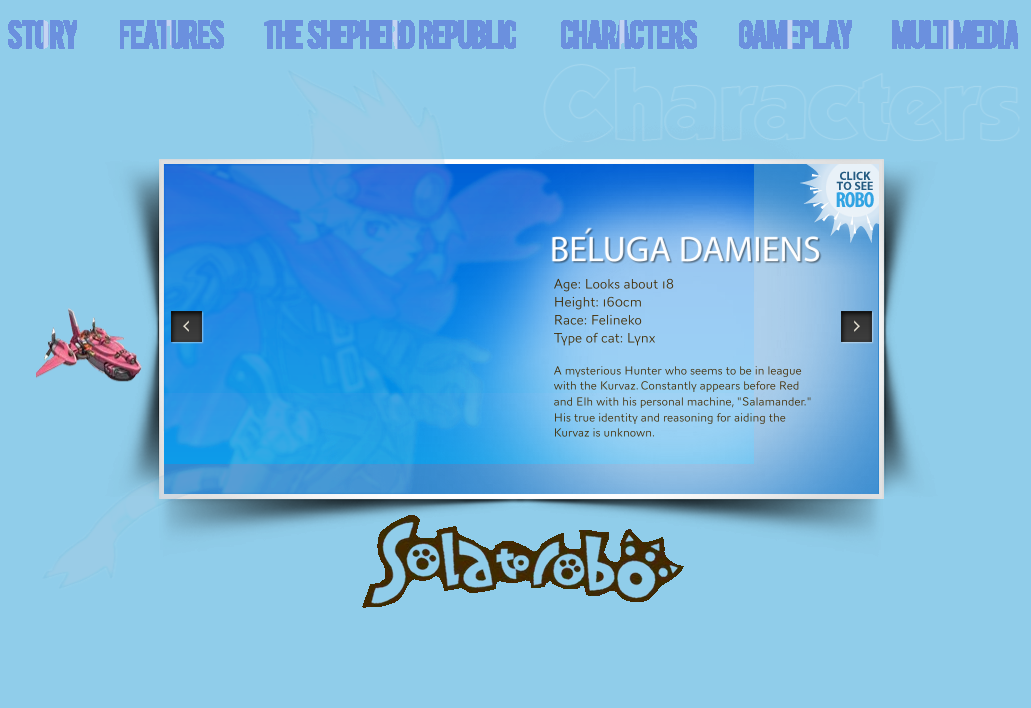 STORY
FEATURES
THE SHEPHERD REPUBLIC
CHARACTERS
GAMEPLAY
MULTIMEDIA
Characters
CLICK
TO SEE
ROBO
BÉLUGA DAMIENS
Age: Looks about 18
Height: 160cm
Race: Felineko
Type of cat: Lynx
A mysterious Hunter who seems to be in league
with the Kurvaz. Constantly appears before Red
and Elh with his personal machine, "Salamander."
His true identity and reasoning for aiding the
Kurvaz is unknown.
Solatorobo